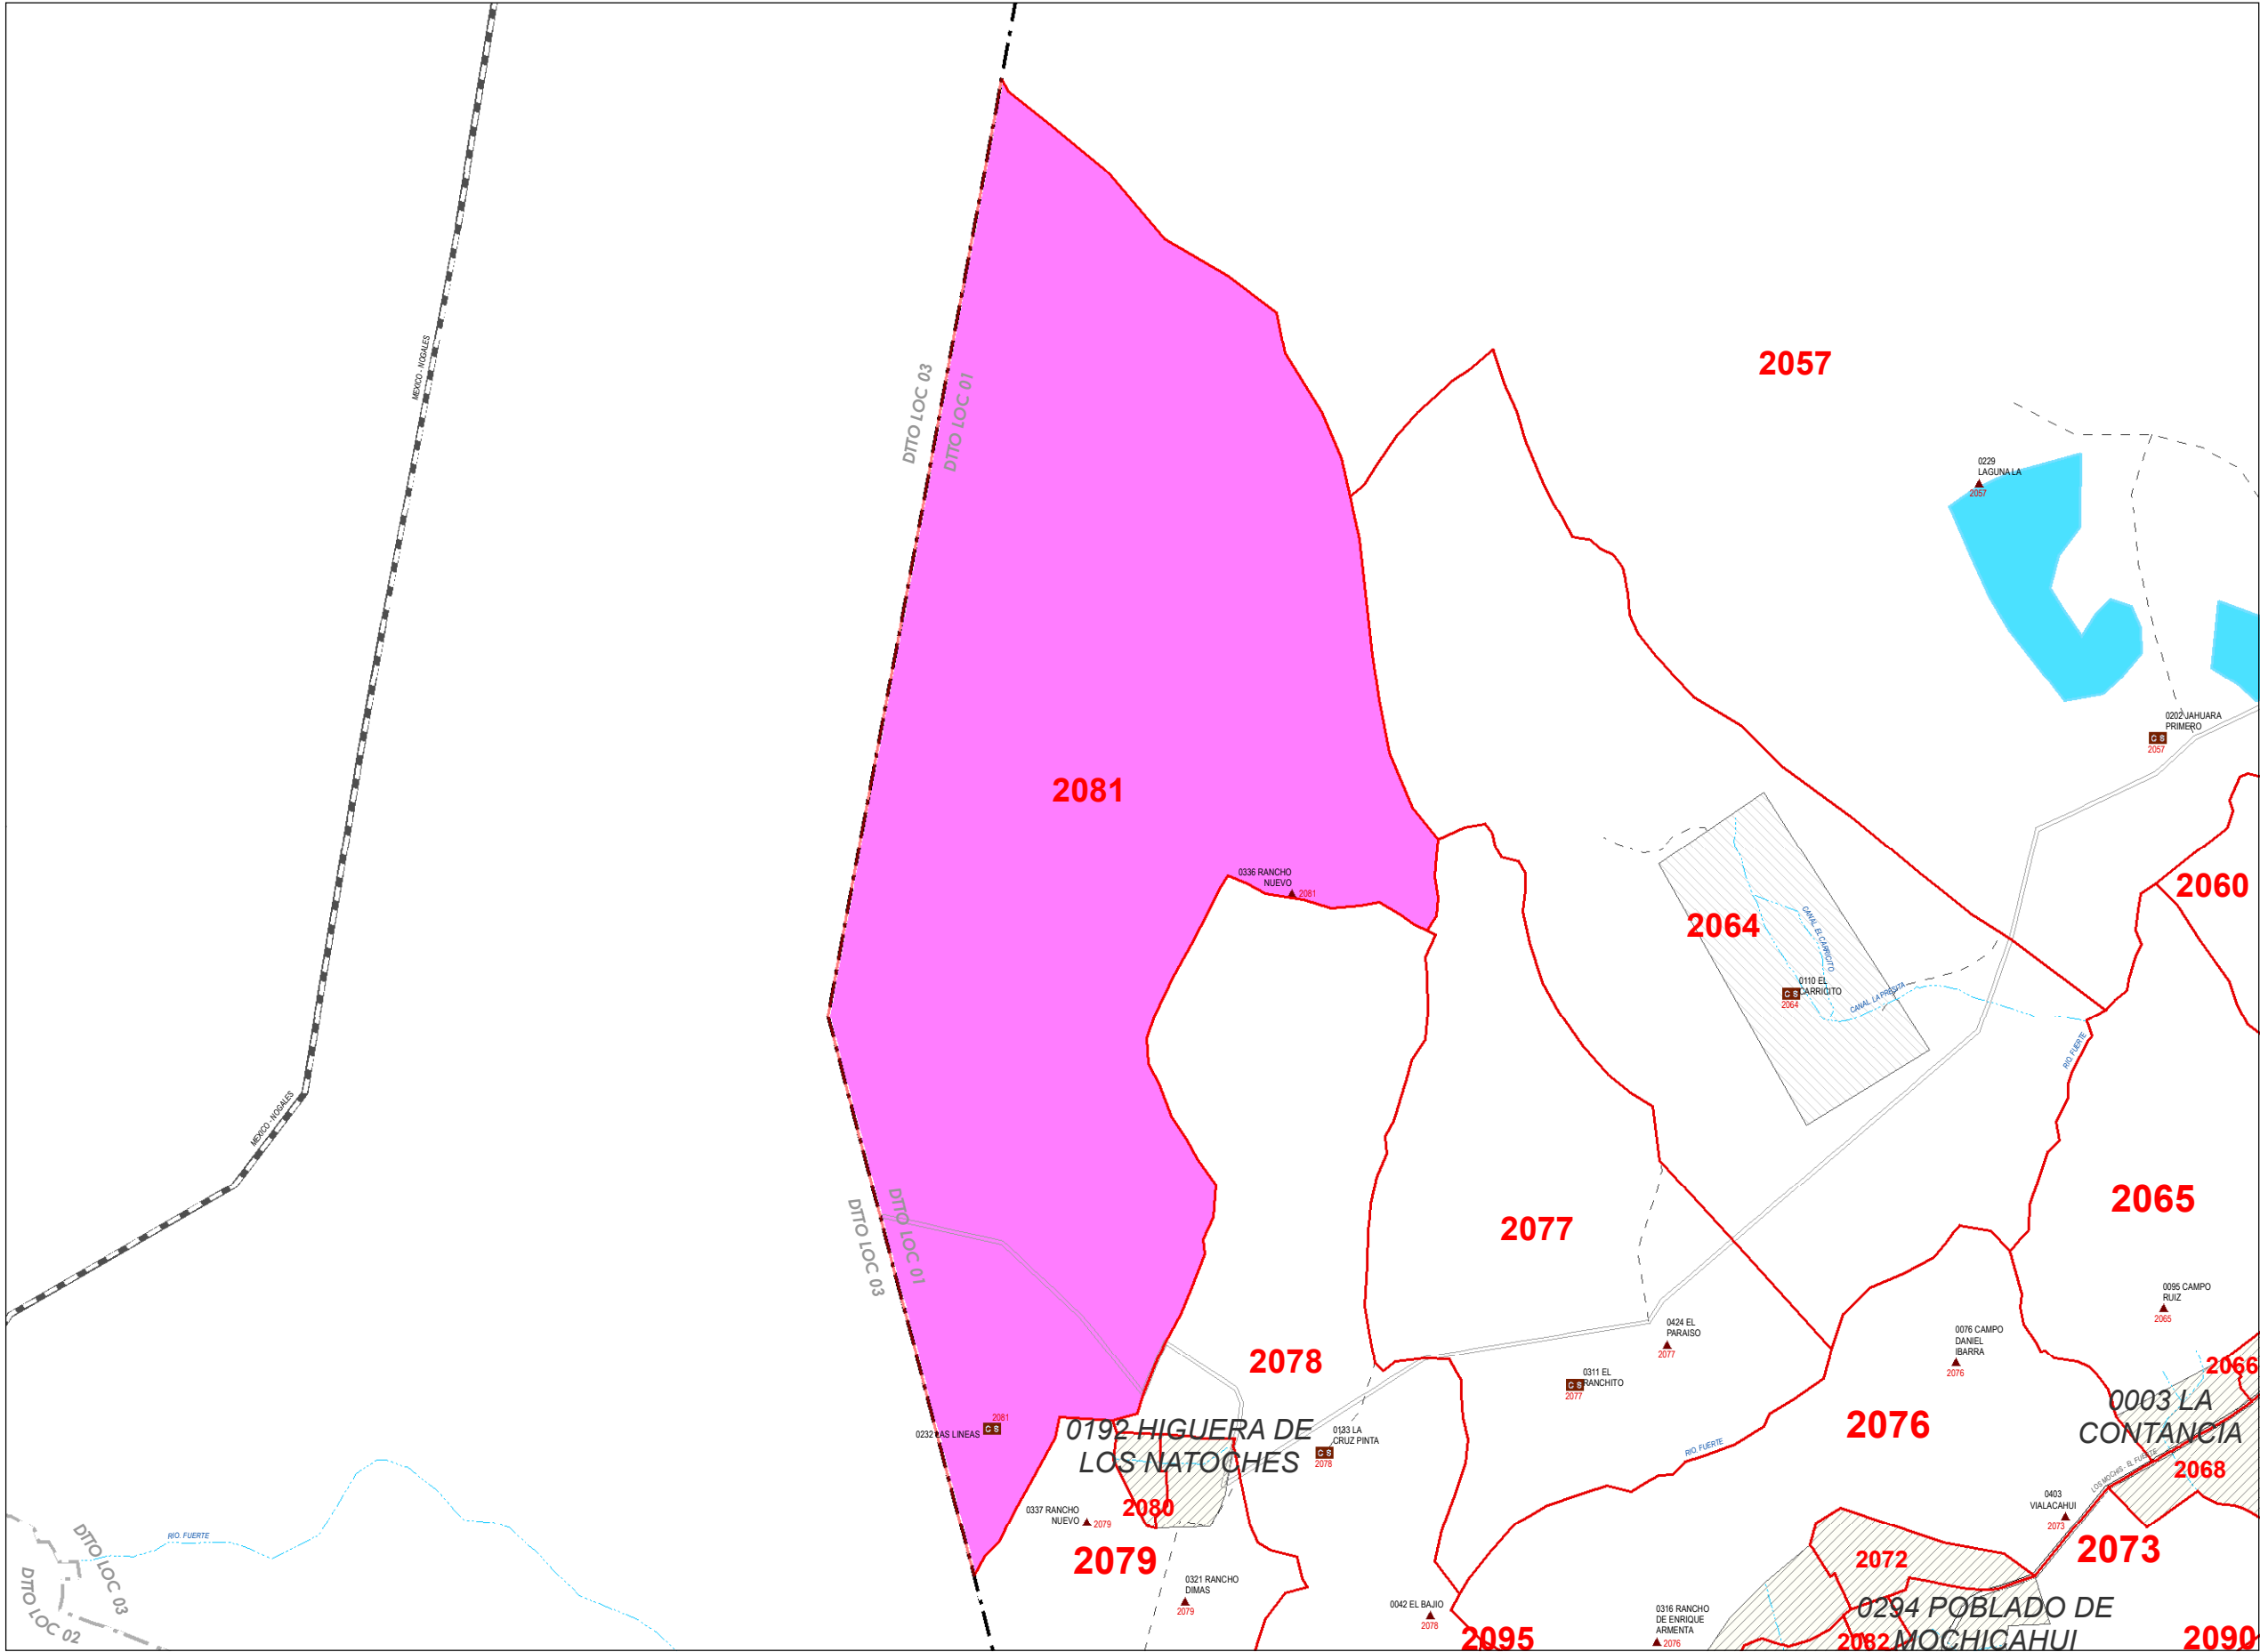 MEXICO - NOGALES
DTTO LOC 03
DTTO LOC 01
2057
0229
LAGUNA LA
2057
0202 JAHUARA
PRIMERO
C S
2057
2081
0336 RANCHO
NUEVO
2081
2060
2064
CANAL EL CARRICITO
0110 EL
CARRICITO
C S
2064
CANAL LA PRESITA
RIO. FUERTE
MEXICO - NOGALES
DTTO LOC 01
DTTO LOC 03
2065
2077
0095 CAMPO
RUIZ
2065
0424 EL
PARAISO
2077
0076 CAMPO
DANIEL
IBARRA
2076
2078
2066
0311 EL
RANCHITO
C S
2077
0003 LA
CONTANCIA
2076
2081
0232 LAS LINEAS
C S
0192 HIGUERA DE
LOS NATOCHES
0133 LA
CRUZ PINTA
C S
2078
RIO. FUERTE
LOS MOCHIS - EL FUERTE
2068
0403
VIALACAHUI
2073
2080
0337 RANCHO
NUEVO
2079
RIO. FUERTE
DTTO LOC 03
DTTO LOC 02
2079
2073
2072
0321 RANCHO
DIMAS
2079
0042 EL BAJIO
2078
0316 RANCHO
DE ENRIQUE
ARMENTA
2076
0294 POBLADO DE
MOCHICAHUI
2095
2082
2090